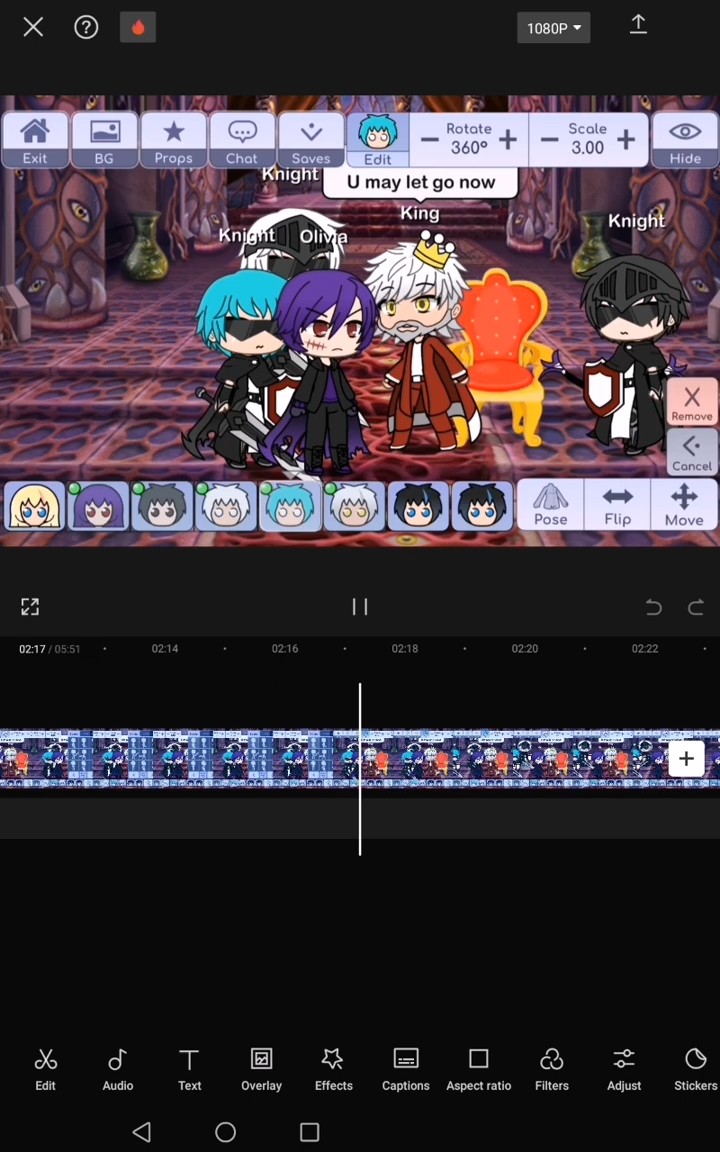 1080P
Exit
BG
Props
Chat
Saves
Edit
Rotate
360°
Scale
3.00
Hide
Knight
U may let go now
King
Knight
Olivia
Knight
Remove
Cancel
Pose
Flip
Move
02:17 / 05:51
02:14
02:16
02:18
02:20
02:22
Edit
Audio
Text
Overlay
Effects
Captions
Aspect ratio
Filters
Adjust
Stickers